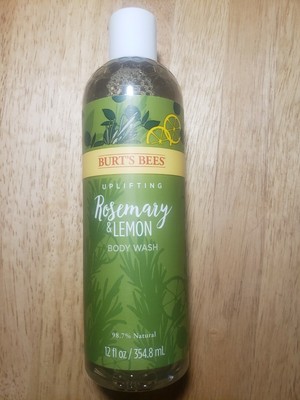 BURT'S BEES
UPLIFTING
Rosemary
& LEMON
BODY WASH
98.7% Natural
12 fl oz / 354.8 mL